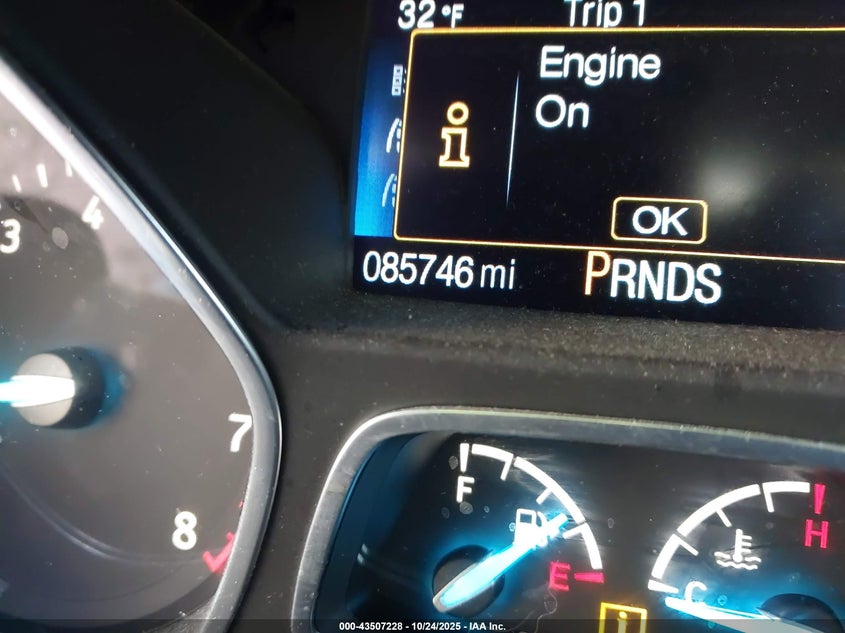 32 °F Trip 1
Engine
On
i
OK
085746 mi PRNDS
3
4
7
8
F
E
H
C
i
000-43507228 - 10/24/2025 - IAA Inc.